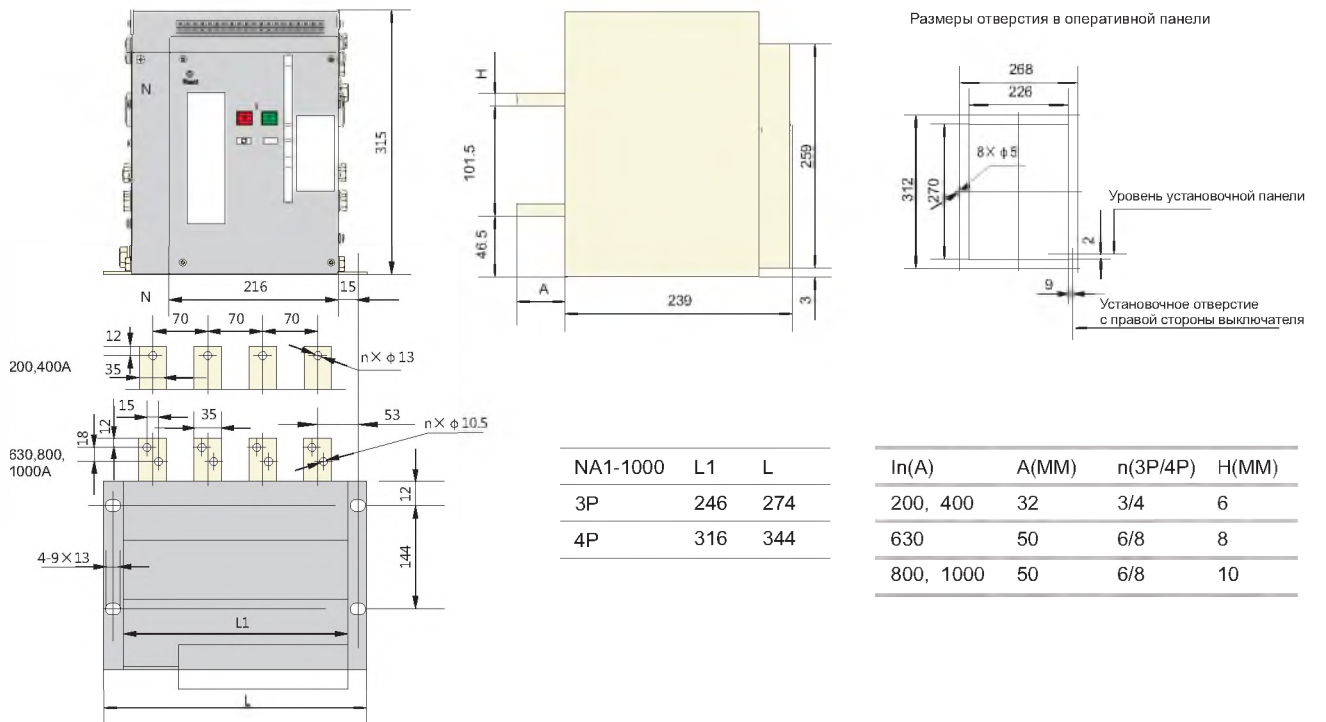 Размеры отверстия в оперативной панели
N
315
216
15
N
70
70
70
12
35
n×ϕ13
200,400A
15
35
53
12
18
n×ϕ10.5
630,800,
1000A
12
144
4-9×13
L1
L
H
101.5
46.5
A
239
259
3
268
226
8×ϕ5
312
270
Уровень установочной панели
2
9
Установочное отверстие
с правой стороны выключателя
NA1-1000 L1 L
3P 246 274
4P 316 344
In(A) A(MM) n(3P/4P) H(MM)
200, 400 32 3/4 6
630 50 6/8 8
800, 1000 50 6/8 10